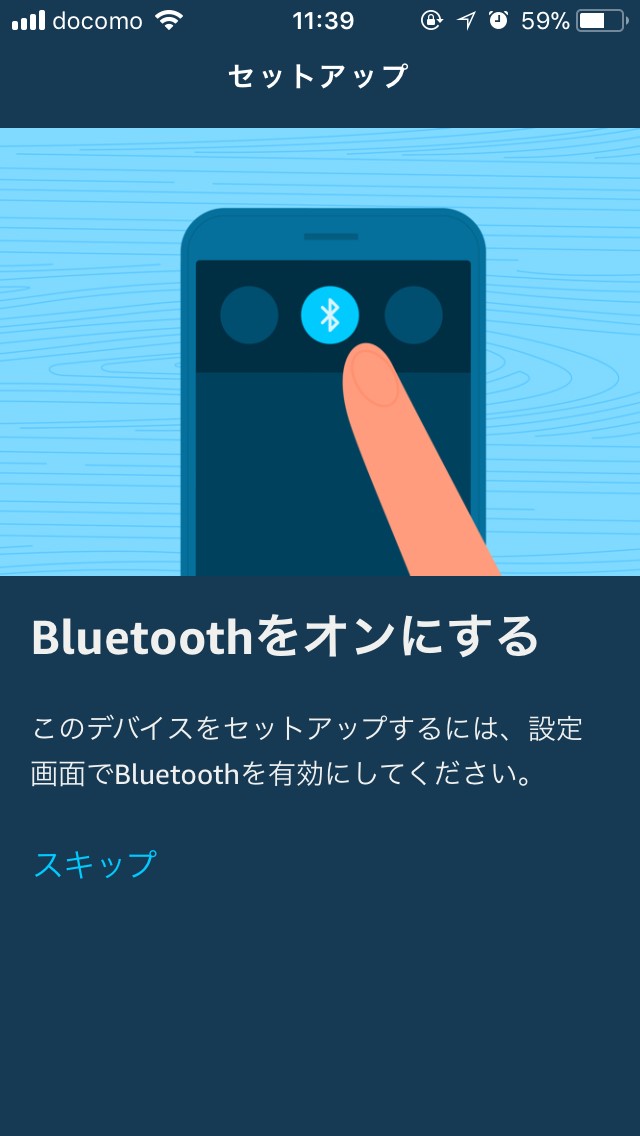 docomo 11:39 59%
セットアップ
Bluetoothをオンにする
このデバイスをセットアップするには、設定
画面でBluetoothを有効にしてください。
スキップ